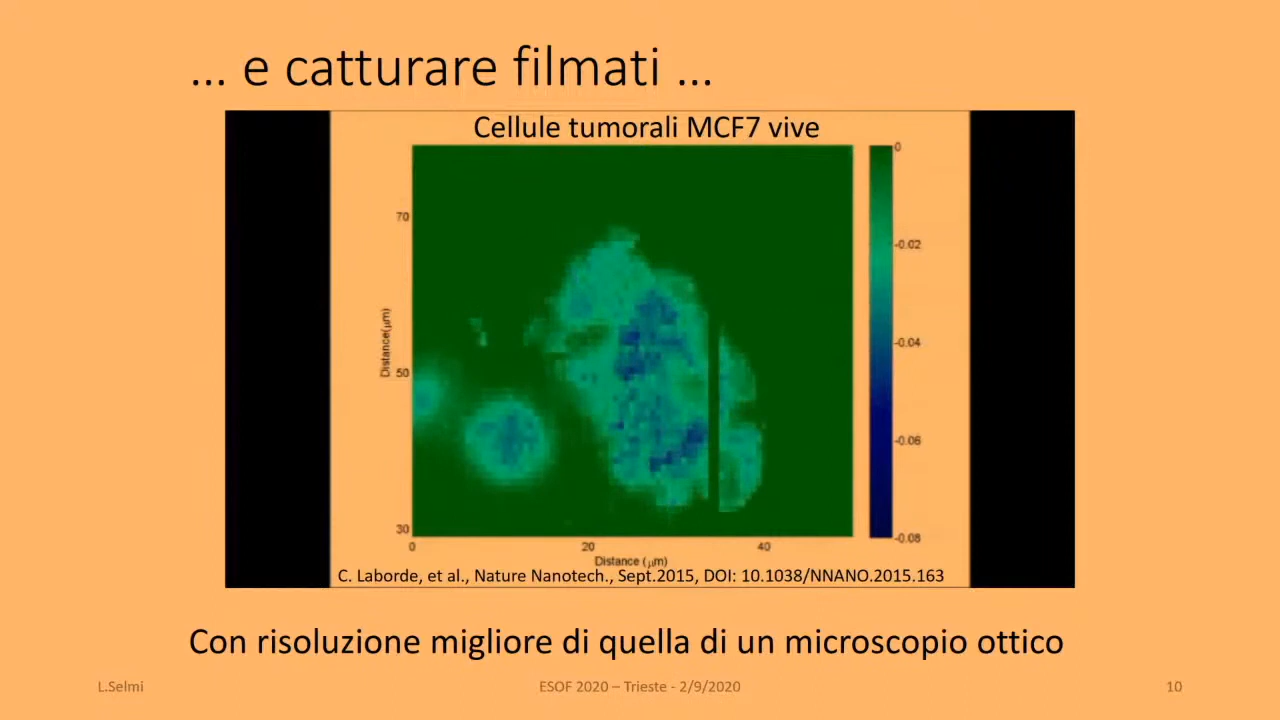 ... e catturare filmati ...
Cellule tumorali MCF7 vive
0
-0.02
-0.04
-0.06
-0.08
70
50
30
Distance(μm)
0 20 40
Distance (μm)
C. Laborde, et al., Nature Nanotech., Sept.2015, DOI: 10.1038/NNANO.2015.163
Con risoluzione migliore di quella di un microscopio ottico
L.Selmi
ESOF 2020 – Trieste - 2/9/2020
10